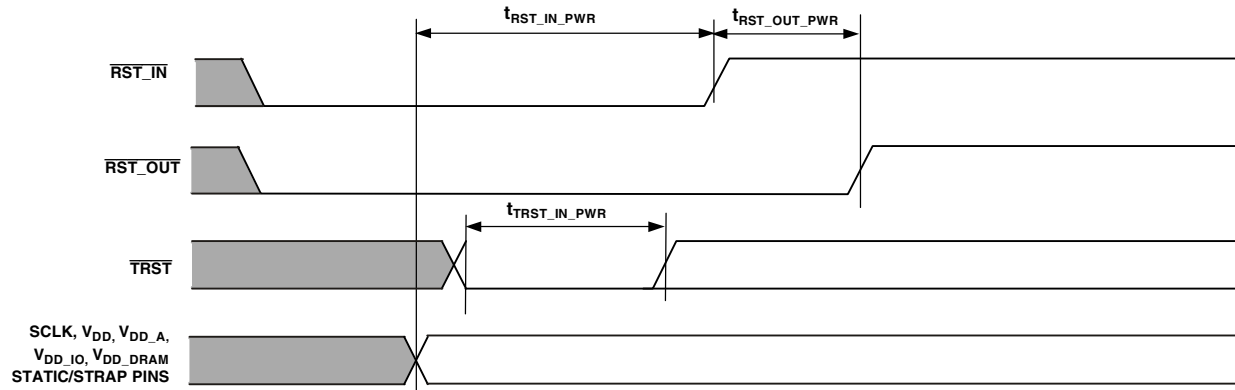 tRST_IN_PWR
tRST_OUT_PWR
RST_IN
RST_OUT
tTRST_IN_PWR
TRST
SCLK, VDD, VDD_A,
VDD_IO, VDD_DRAM
STATIC/STRAP PINS